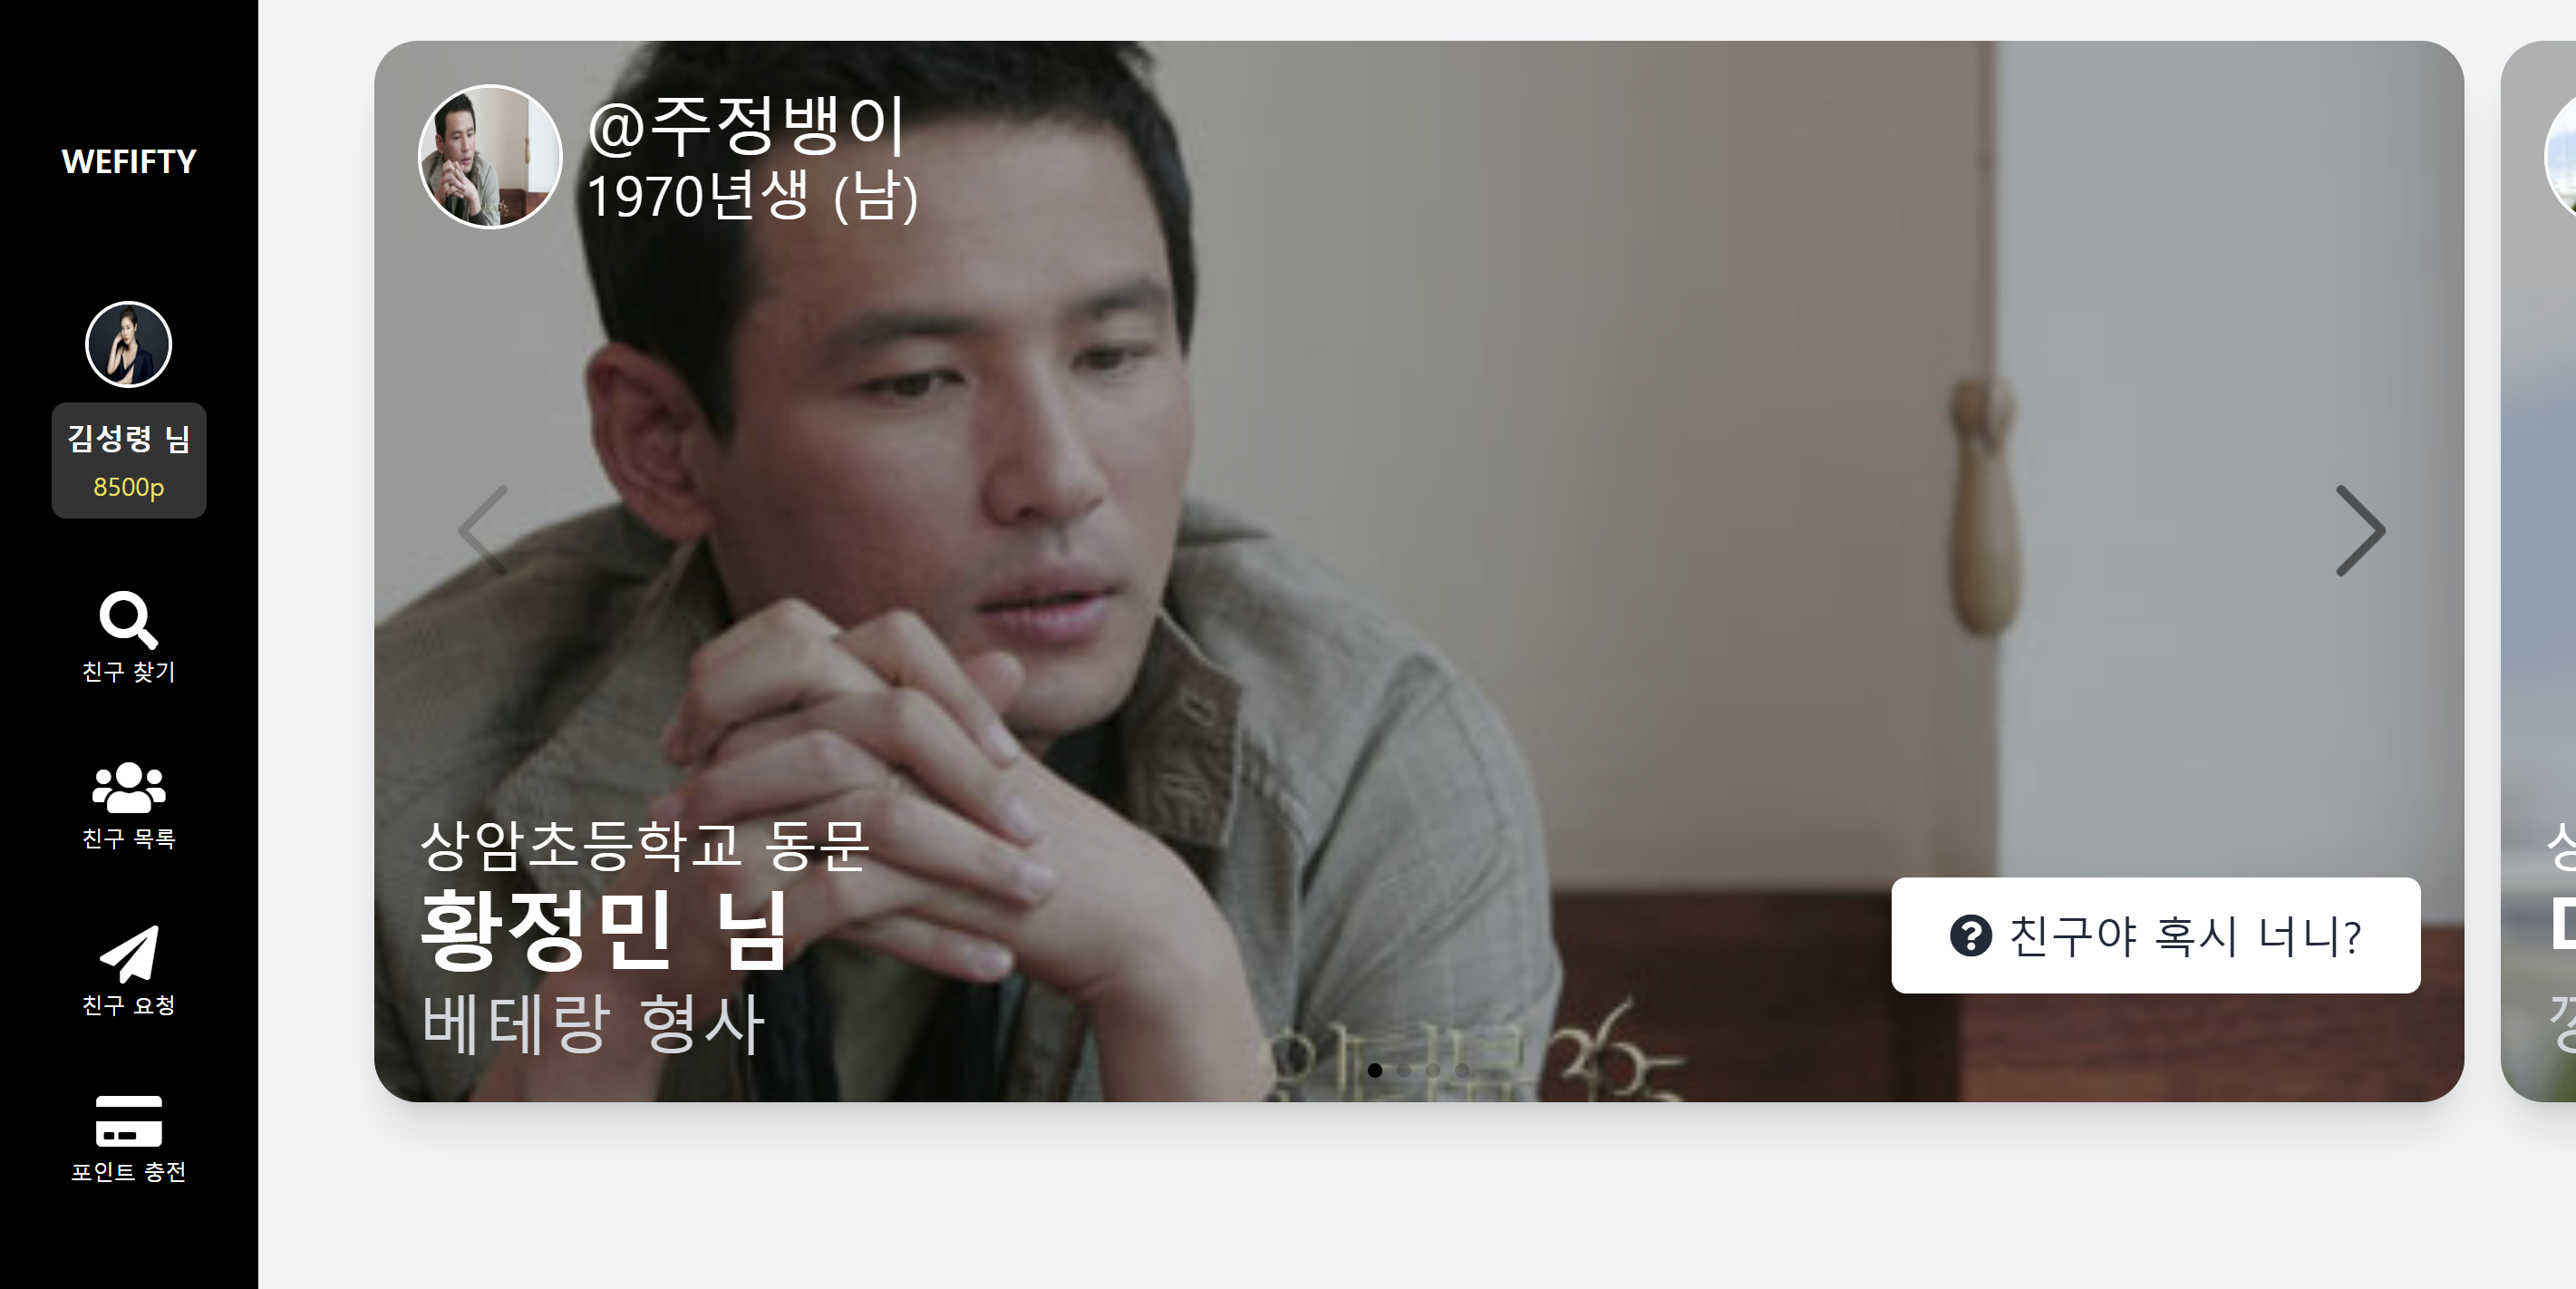 WEFIFTY
김성령 님
8500p
친구 찾기
친구 목록
친구 요청
포인트 충전
@주정뱅이
1970년생 (남)
상암초등학교 동문
황정민 님
베테랑 형사
친구야 혹시 너니?